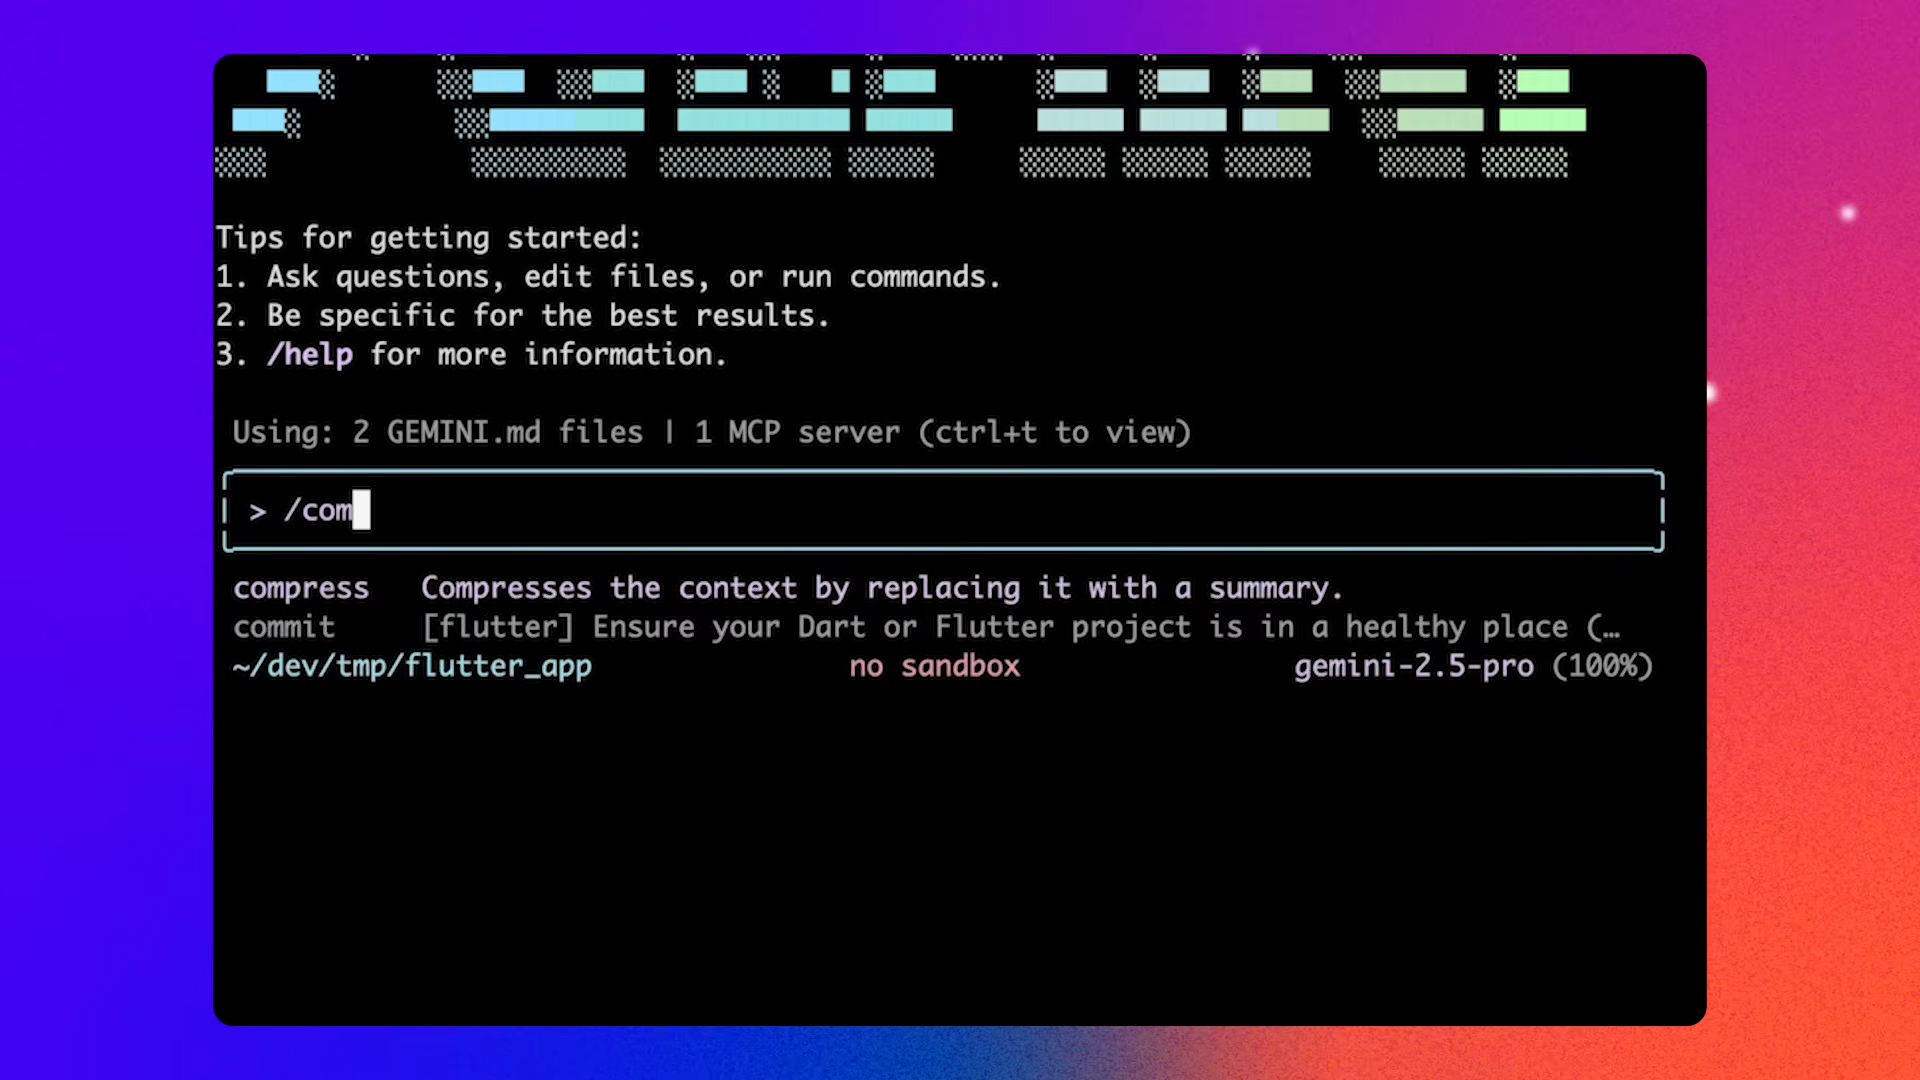 Tips for getting started:
1. Ask questions, edit files, or run commands.
2. Be specific for the best results.
3. /help for more information.
Using: 2 GEMINI.md files | 1 MCP server (ctrl+t to view)
> /com
compress Compresses the context by replacing it with a summary.
commit [flutter] Ensure your Dart or Flutter project is in a healthy place (…
~/dev/tmp/flutter_app no sandbox gemini-2.5-pro (100%)